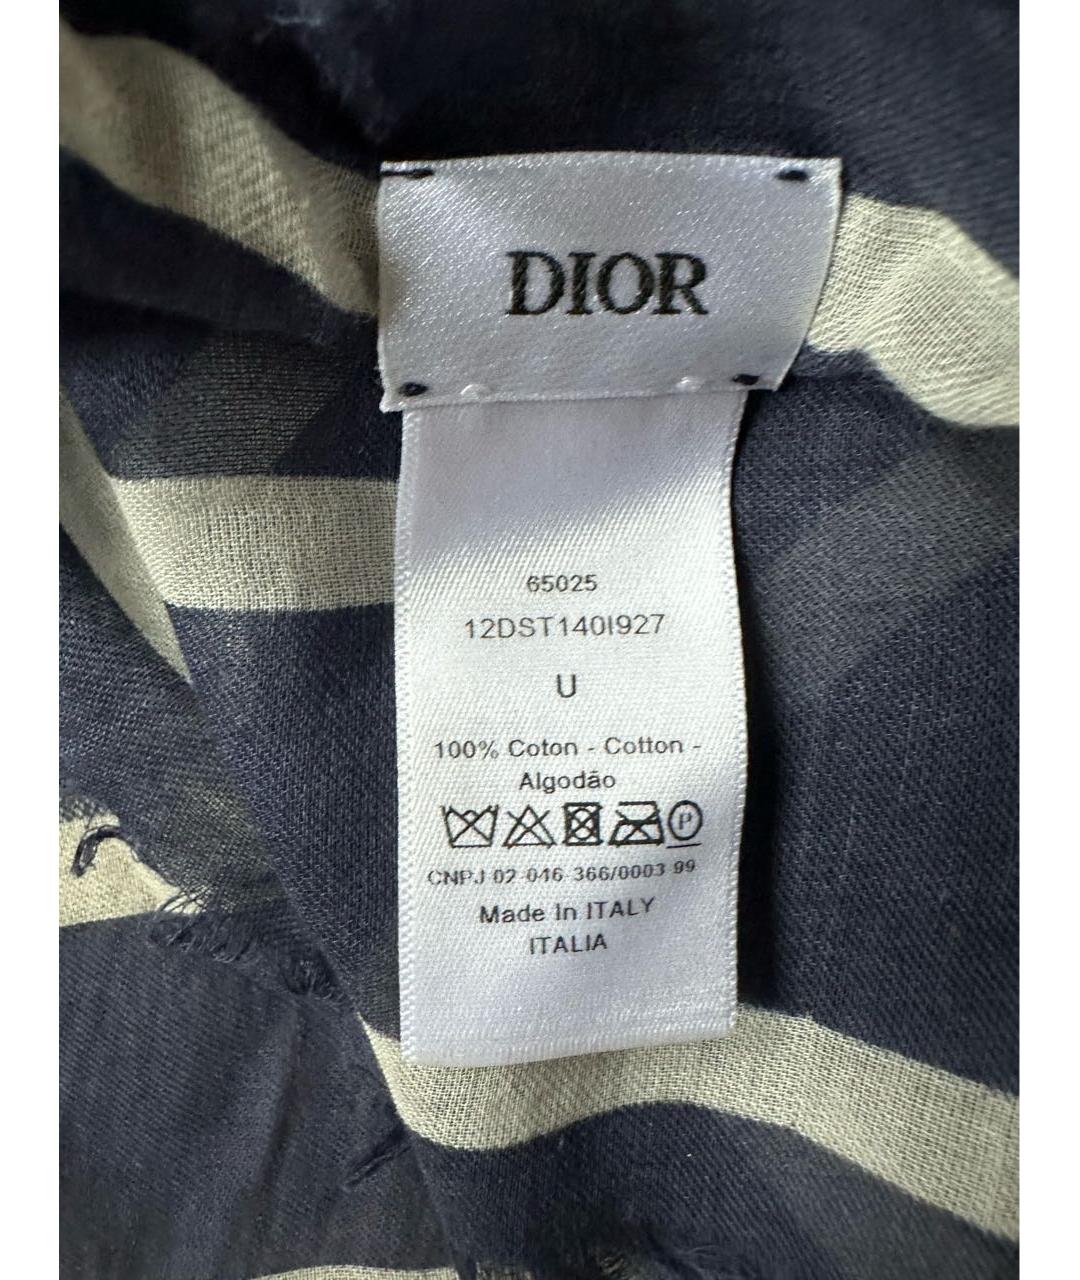 DIOR
65025
12DST140I927
U
100% Coton - Cotton -
Algodão
P
CNPJ 02 046 366/0003 99
Made In ITALY
ITALIA